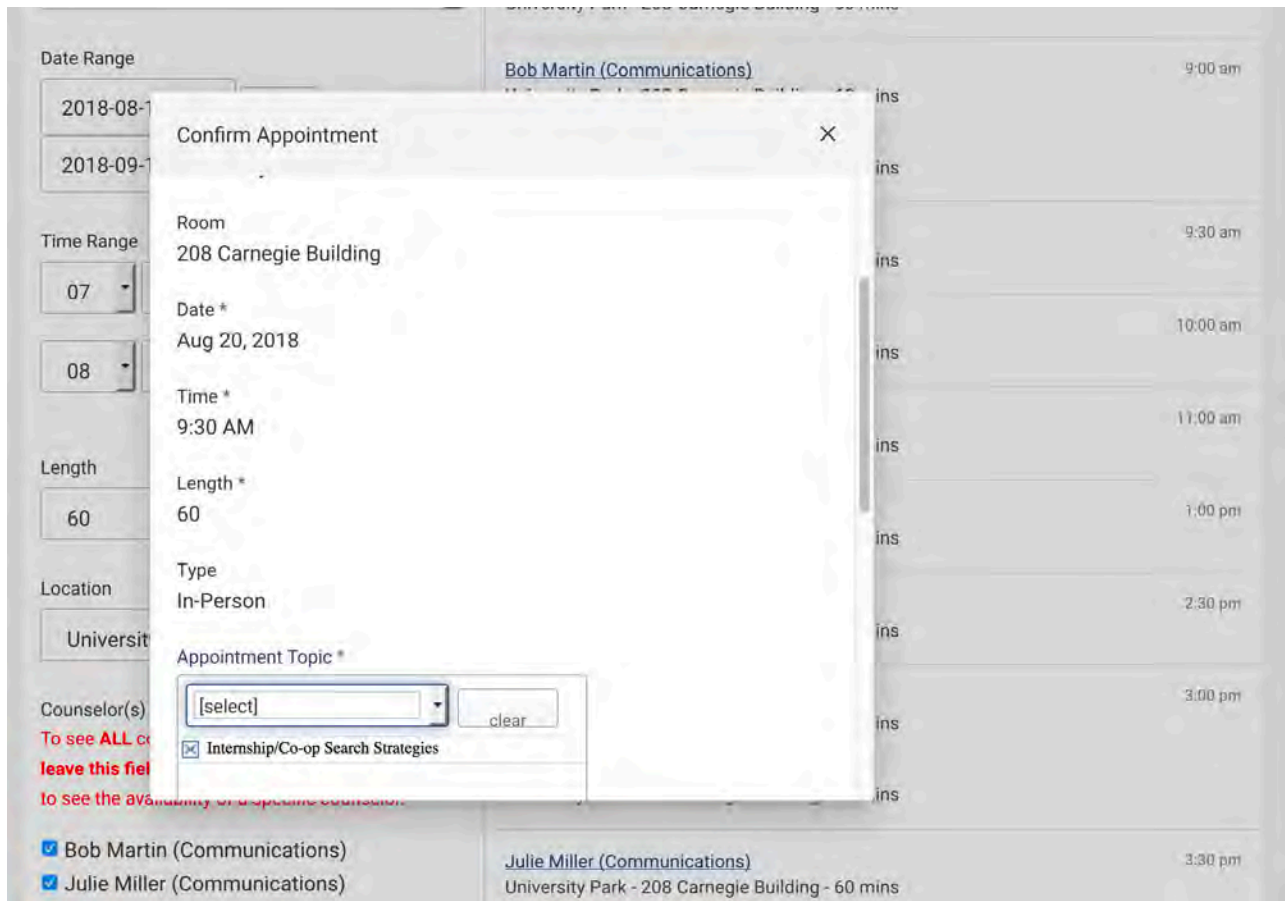 Date Range
2018-08-1
2018-09-1
Time Range
07
08
Length
60
Location
Universit
Counselor(s)
To see ALL co
leave this fiel
to see the availability of a specific counselor.
Bob Martin (Communications)
Julie Miller (Communications)
Confirm Appointment
Room
208 Carnegie Building
Date *
Aug 20, 2018
Time *
9:30 AM
Length *
60
Type
In-Person
Appointment Topic *
[select]
clear
Internship/Co-op Search Strategies
Bob Martin (Communications)
9:00 am
ins
ins
9:30 am
ins
10:00 am
ins
11:00 am
ins
1:00 pm
ins
2:30 pm
ins
3:00 pm
ins
ins
Julie Miller (Communications)
3:30 pm
University Park - 208 Carnegie Building - 60 mins